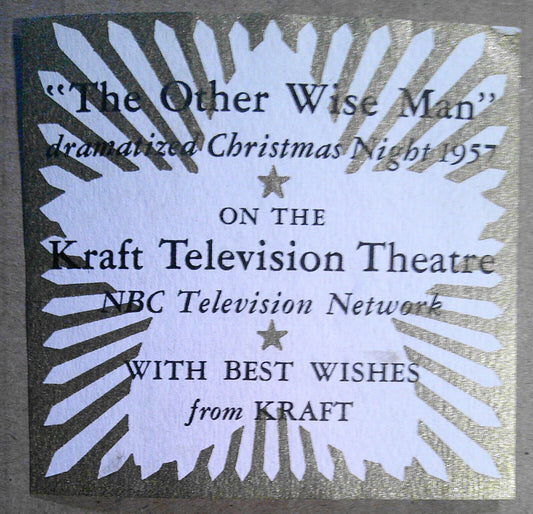 "The Other Wise Man"
dramatized Christmas Night 1957
ON THE
Kraft Television Theatre
NBC Television Network
WITH BEST WISHES
from KRAFT